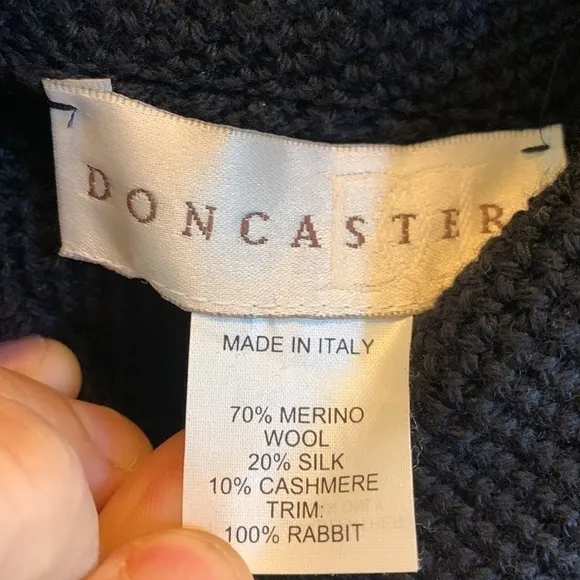 DONCASTER
MADE IN ITALY
70% MERINO
WOOL
20% SILK
10% CASHMERE
TRIM:
100% RABBIT